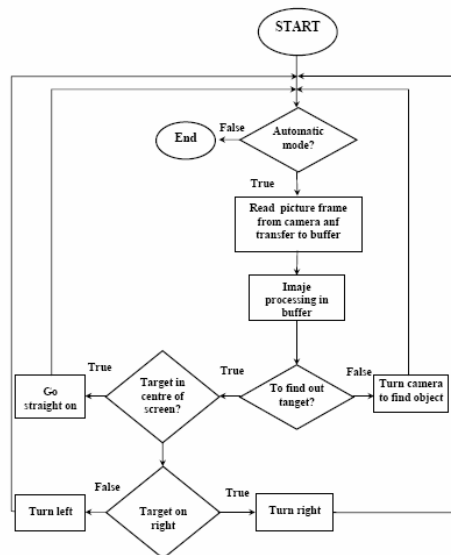 START
Automatic
mode?
False
End
True
Read picture frame
from camera anf
transfer to buffer
Imaje
processing in
buffer
To find out
tanget?
True
False
Target in
centre of
screen?
True
Go
straight on
Turn camera
to find object
Target on
right
False
True
Turn left
Turn right